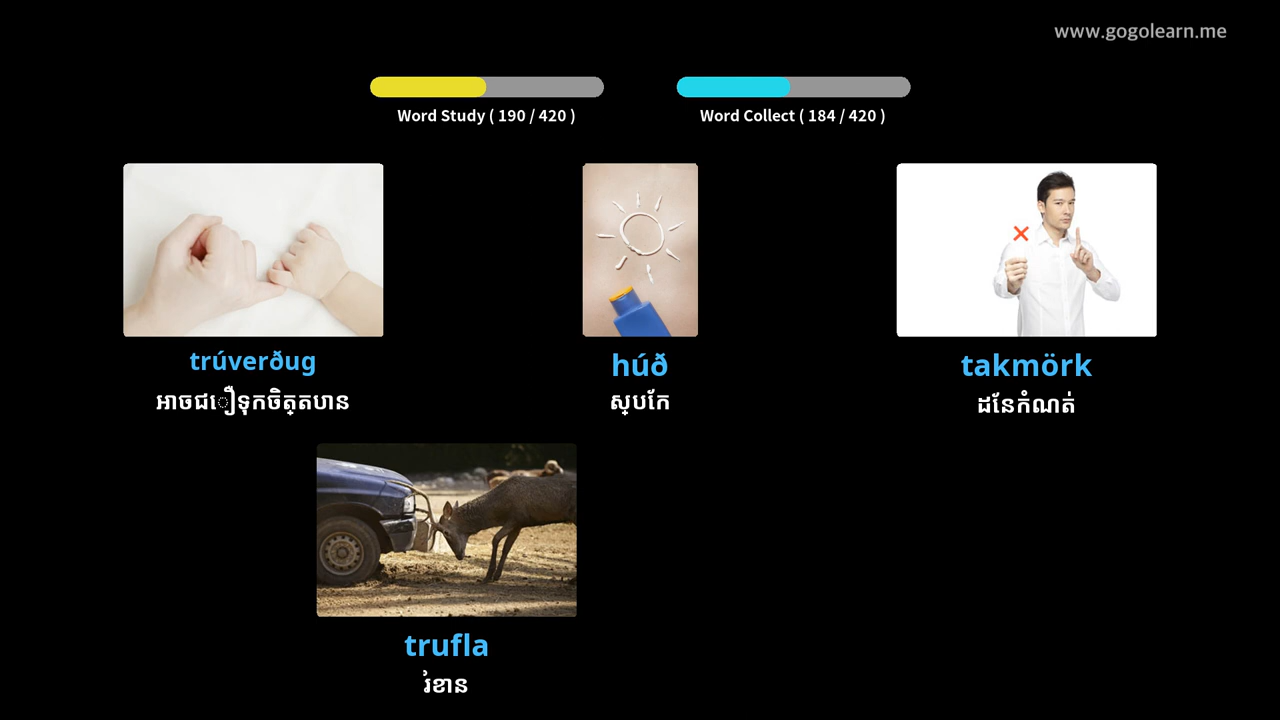 www.gogolearn.me
Word Study ( 190 / 420 )
Word Collect ( 184 / 420 )
trúverðug
អាចជឿទុកចិត្តបាន
húð
ស្បែក
takmörk
ដែនកំណត់
trufla
រំខាន